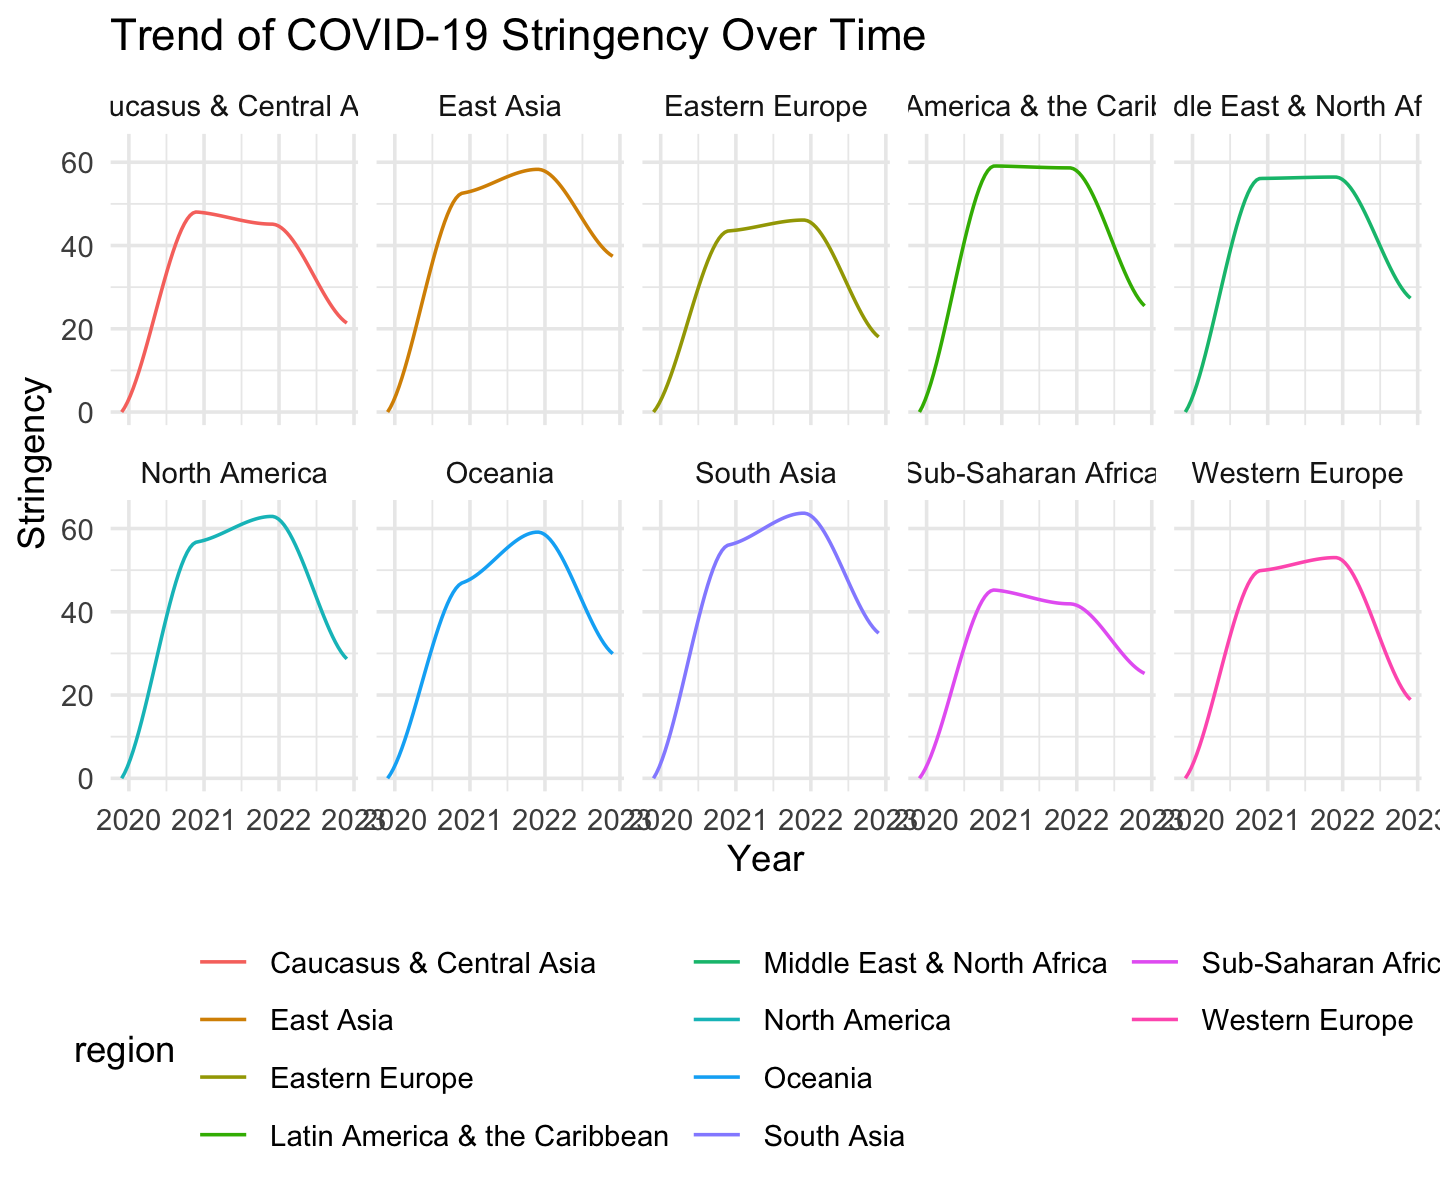 Trend of COVID-19 Stringency Over Time
ucasus & Central A
East Asia
Eastern Europe
America & the Carib
dle East & North Af
60
40
20
0
Stringency
North America
Oceania
South Asia
Sub-Saharan Africa
Western Europe
60
40
20
0
2020 2021 2022 2023
2020 2021 2022 2023
2020 2021 2022 2023
2020 2021 2022 2023
2020 2021 2022 2023
Year
region
Caucasus & Central Asia
East Asia
Eastern Europe
Latin America & the Caribbean
Middle East & North Africa
North America
Oceania
South Asia
Sub-Saharan Afric
Western Europe